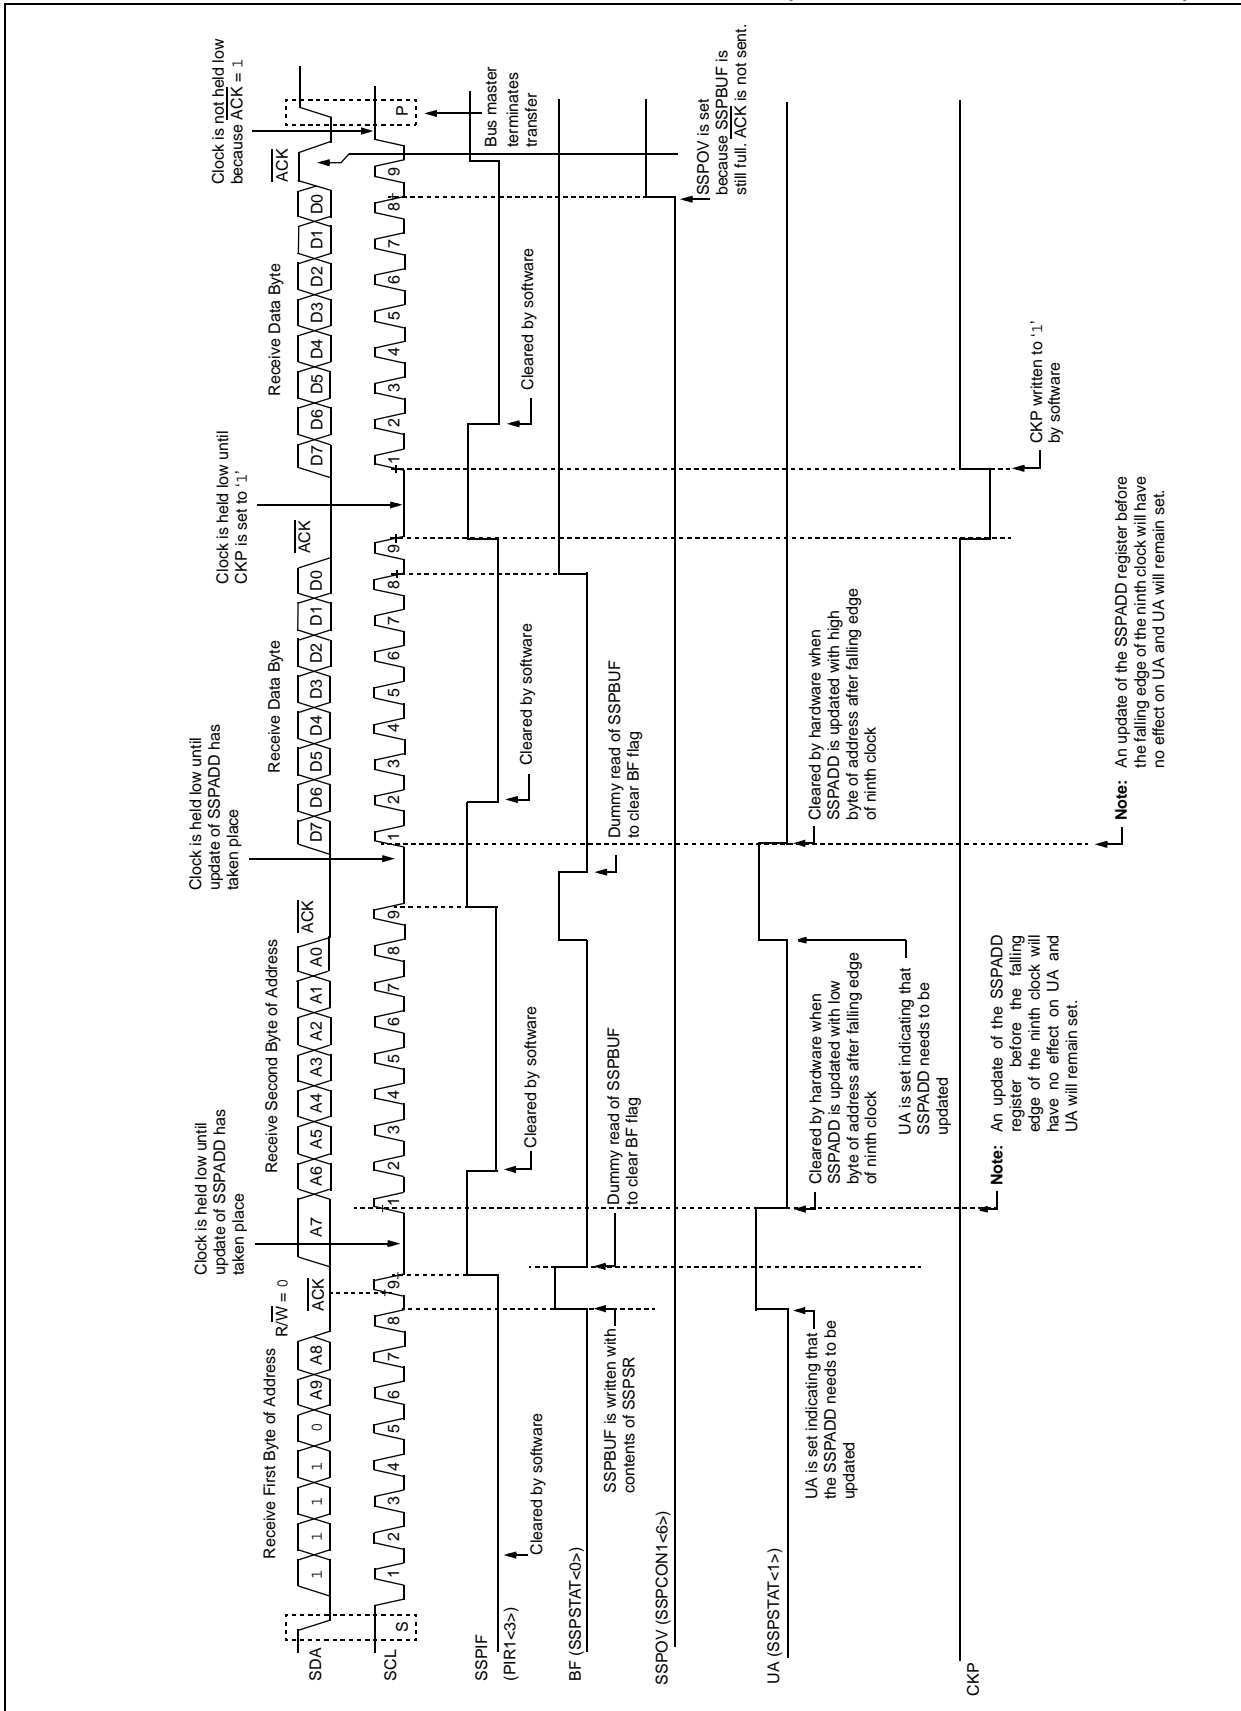 Clock is held low until
update of SSPADD has
taken place
Clock is held low until
update of SSPADD has
taken place
Clock is held low until
CKP is set to ‘1’
Clock is not held low
because ACK = 1
Receive First Byte of Address
R/W = 0
Receive Second Byte of Address
Receive Data Byte
Receive Data Byte
ACK
ACK
ACK
ACK
SDA
1 1 1 1 0 A9 A8
A7 A6 A5 A4 A3 A2 A1 A0
D7 D6 D5 D4 D3 D2 D1 D0
D7 D6 D5 D4 D3 D2 D1 D0
SCL
S
1 2 3 4 5 6 7 8 9
1 2 3 4 5 6 7 8 9
1 2 3 4 5 6 7 8 9
1 2 3 4 5 6 7 8 9
P
Bus master
terminates
transfer
SSPIF
(PIR1<3>)
Cleared by software
Cleared by software
Cleared by software
Cleared by software
BF (SSPSTAT<0>)
SSPBUF is written with
contents of SSPSR
Dummy read of SSPBUF
to clear BF flag
Dummy read of SSPBUF
to clear BF flag
SSPOV (SSPCON1<6>)
SSPOV is set
because SSPBUF is
still full. ACK is not sent.
UA (SSPSTAT<1>)
UA is set indicating that
the SSPADD needs to be
updated
Cleared by hardware when
SSPADD is updated with low
byte of address after falling edge
of ninth clock
UA is set indicating that
SSPADD needs to be
updated
Cleared by hardware when
SSPADD is updated with high
byte of address after falling edge
of ninth clock
CKP
CKP written to ‘1’
by software
Note: An update of the SSPADD
register before the falling
edge of the ninth clock will
have no effect on UA and
UA will remain set.
Note: An update of the SSPADD register before
the falling edge of the ninth clock will have
no effect on UA and UA will remain set.